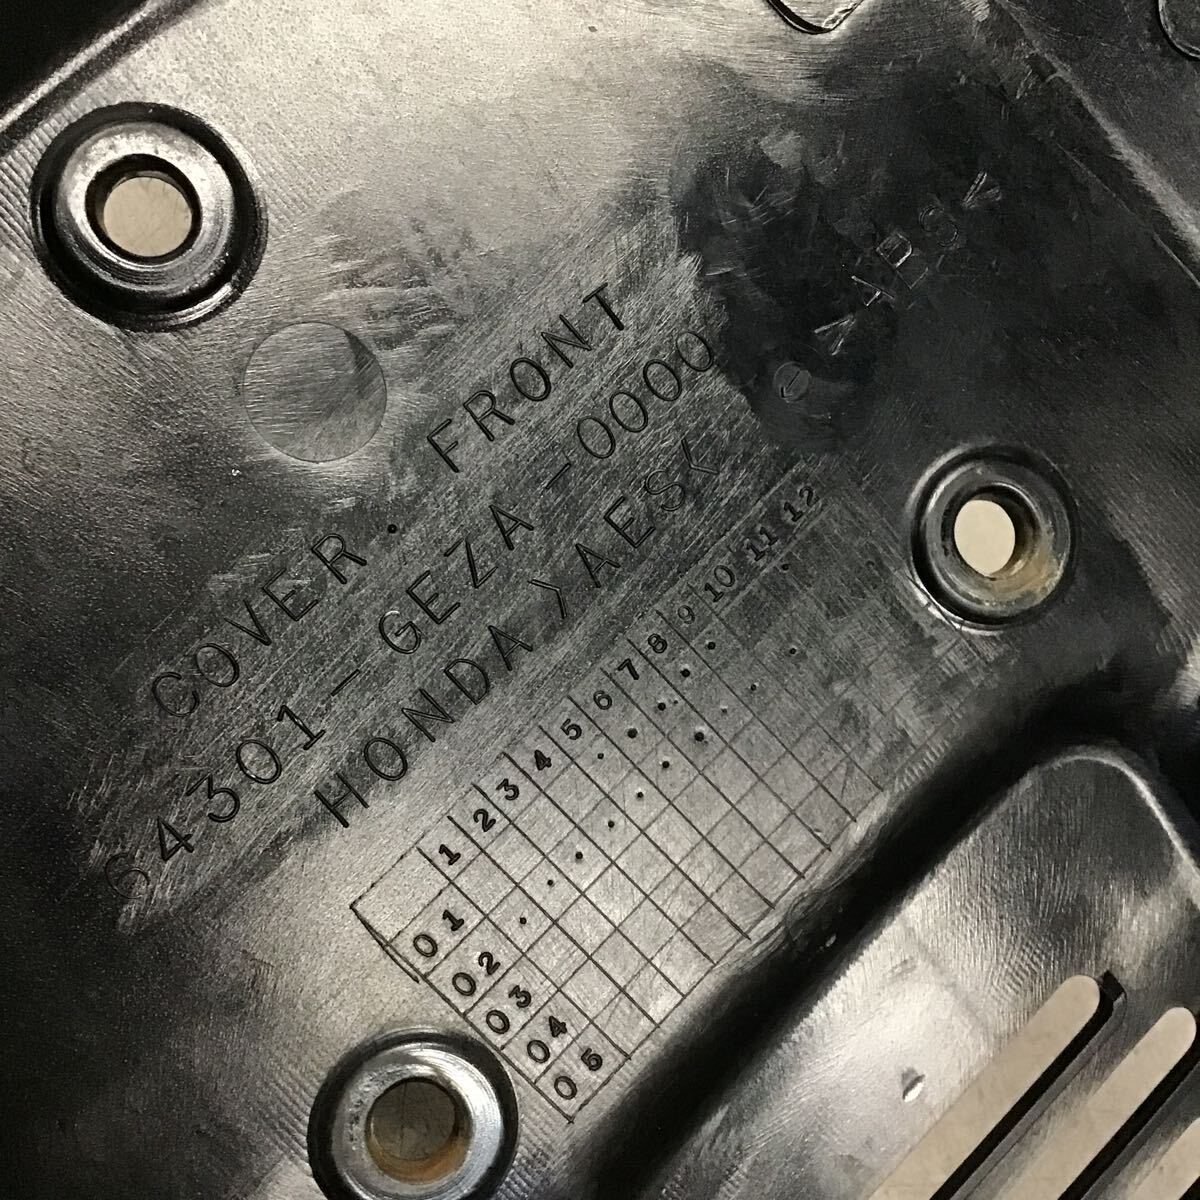 >ABS<
COVER. FRONT
64301-GEZA-0000
HONDA >AES<
1 2 3 4 5 6 7 8 9 10 11 12
01
02
03
04
05